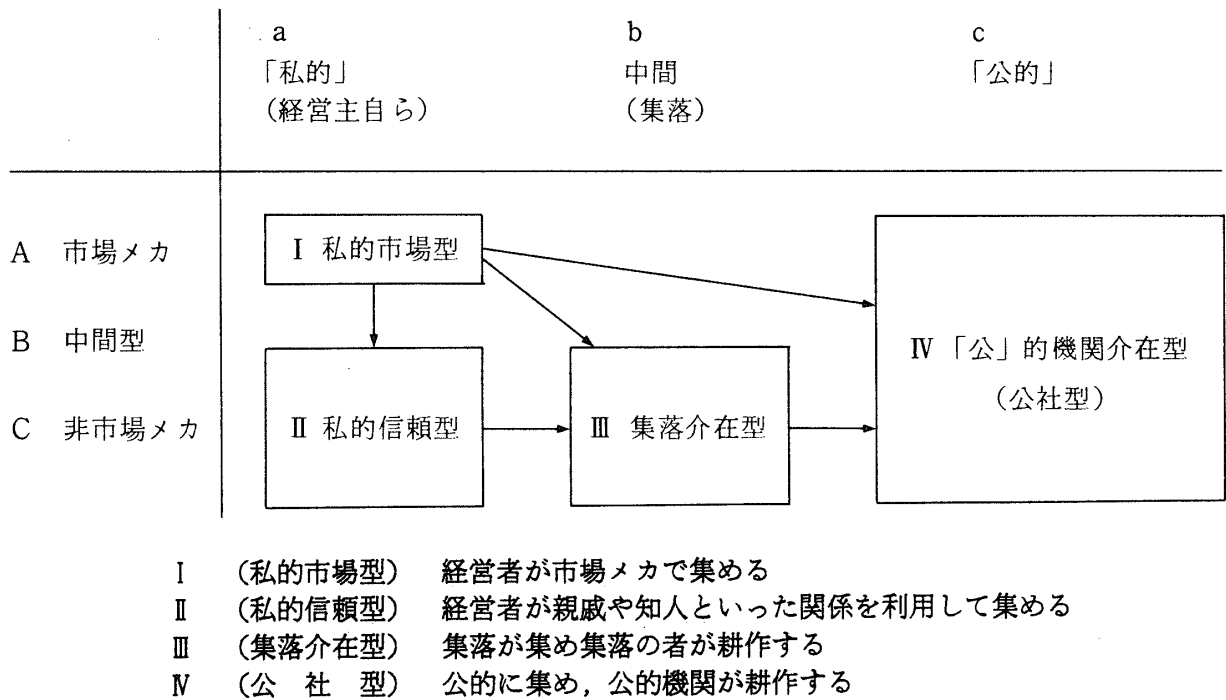 a b c
「私的」 中間 「公的」
(経営主自ら) (集落)
A 市場メカ
B 中間型
C 非市場メカ
Ⅰ 私的市場型
Ⅱ 私的信頼型
Ⅲ 集落介在型
Ⅳ 「公」的機関介在型
(公社型)
Ⅰ (私的市場型) 経営者が市場メカで集める
Ⅱ (私的信頼型) 経営者が親戚や知人といった関係を利用して集める
Ⅲ (集落介在型) 集落が集め集落の者が耕作する
Ⅳ (公 社 型) 公的に集め,公的機関が耕作する